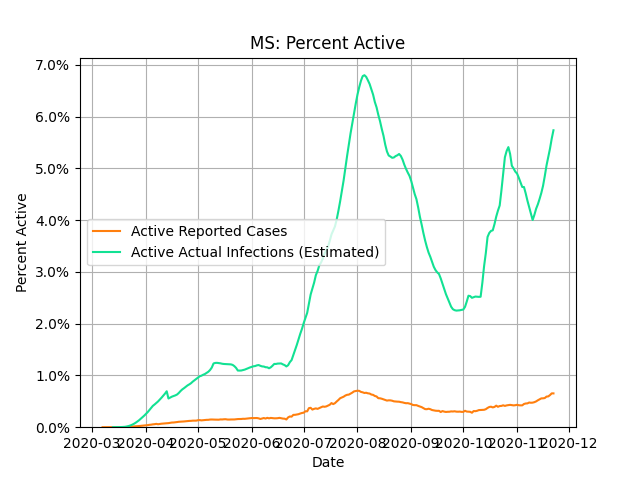 MS: Percent Active
7.0%
6.0%
5.0%
4.0%
3.0%
2.0%
1.0%
0.0%
Percent Active
Active Reported Cases
Active Actual Infections (Estimated)
2020-03 2020-04 2020-05 2020-06 2020-07 2020-08 2020-09 2020-10 2020-11 2020-12
Date